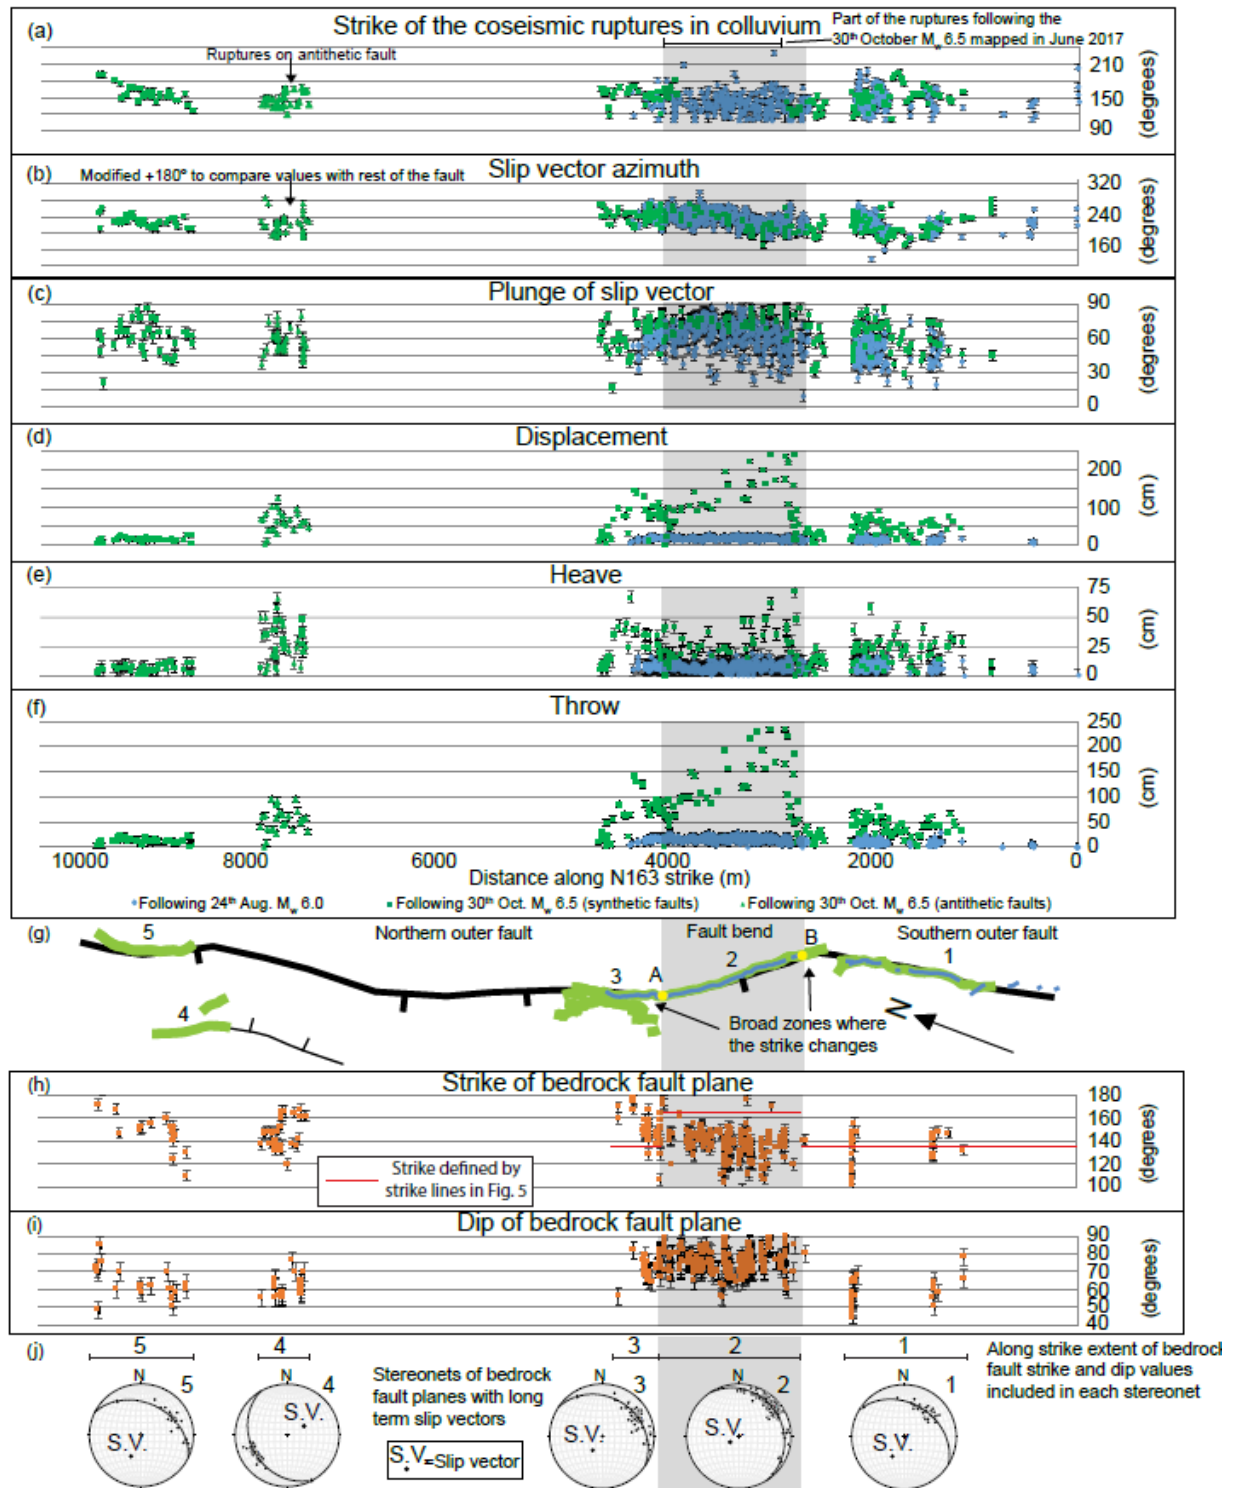 (a)
Strike of the coseismic ruptures in colluvium
Part of the ruptures following the
30th October Mw 6.5 mapped in June 2017
Ruptures on antithetic fault
210
150
90
(degrees)
(b)
Slip vector azimuth
Modified +180° to compare values with rest of the fault
320
240
160
(degrees)
(c)
Plunge of slip vector
90
60
30
0
(degrees)
(d)
Displacement
200
100
0
(cm)
(e)
Heave
75
50
25
0
(cm)
(f)
Throw
250
200
150
100
50
0
(cm)
10000 8000 6000 4000 2000 0
Distance along N163 strike (m)
Following 24th Aug. Mw 6.0
Following 30th Oct. Mw 6.5 (synthetic faults)
Following 30th Oct. Mw 6.5 (antithetic faults)
(g)
5
Northern outer fault
Fault bend
B
Southern outer fault
3
A
2
1
4
N
Broad zones where
the strike changes
(h)
Strike of bedrock fault plane
180
160
140
120
100
(degrees)
Strike defined by
strike lines in Fig. 5
(i)
Dip of bedrock fault plane
90
80
70
60
50
40
(degrees)
(j)
5
4
3
2
1
Along strike extent of bedrock
fault strike and dip values
included in each stereonet
Stereonets of bedrock
fault planes with long
term slip vectors
S.V.=Slip vector
N
5
S.V.
N
4
S.V.
N
3
S.V.
N
2
S.V.
N
1
S.V.